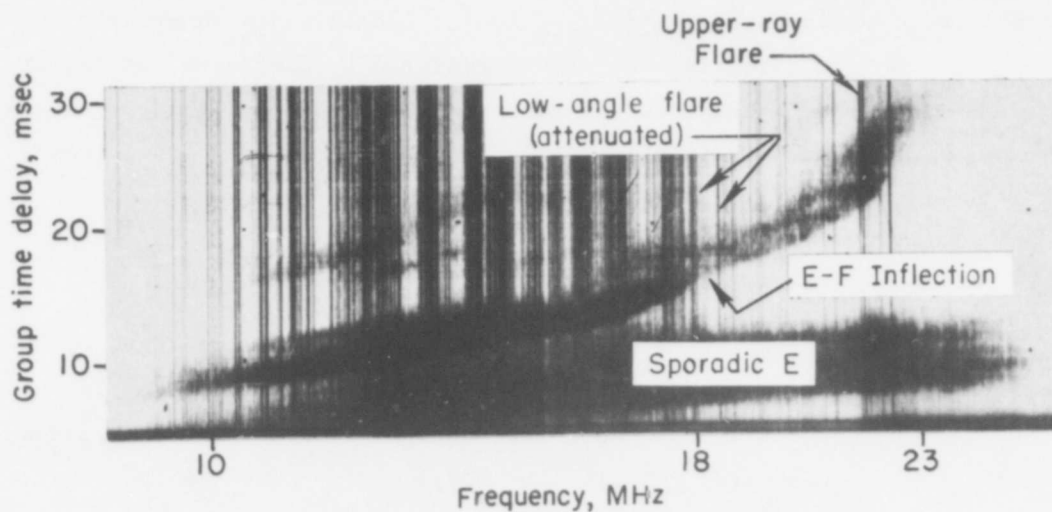 Upper-ray
Flare
Group time delay, msec
30
20
10
Low-angle flare
(attenuated)
E-F Inflection
Sporadic E
10
18
23
Frequency, MHz